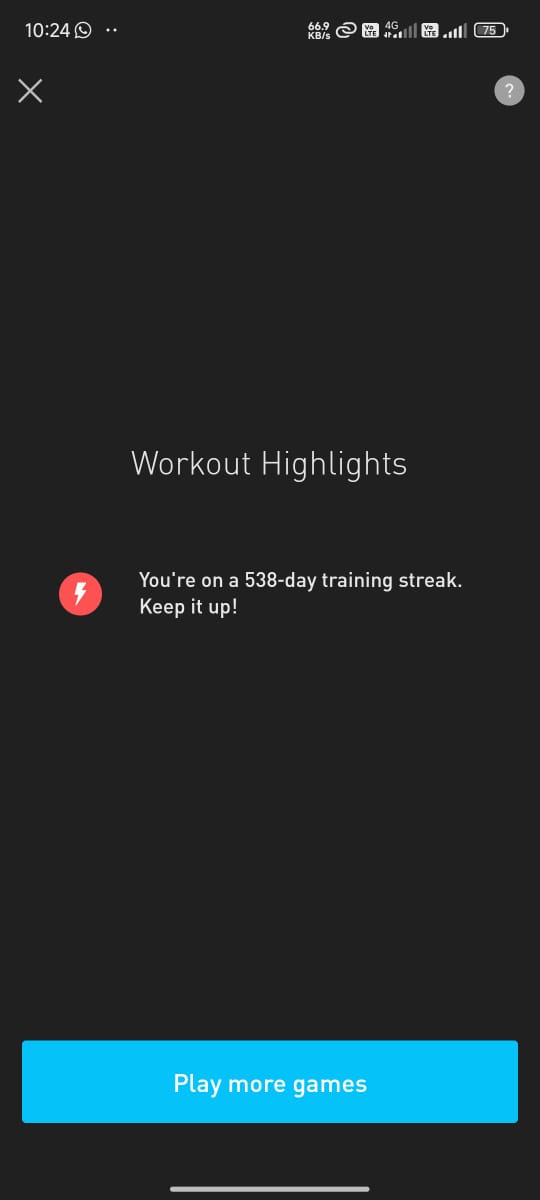 10:24
66.9
KB/s
Vo
LTE
4G
Vo
LTE
75
?
Workout Highlights
You're on a 538-day training streak.
Keep it up!
Play more games